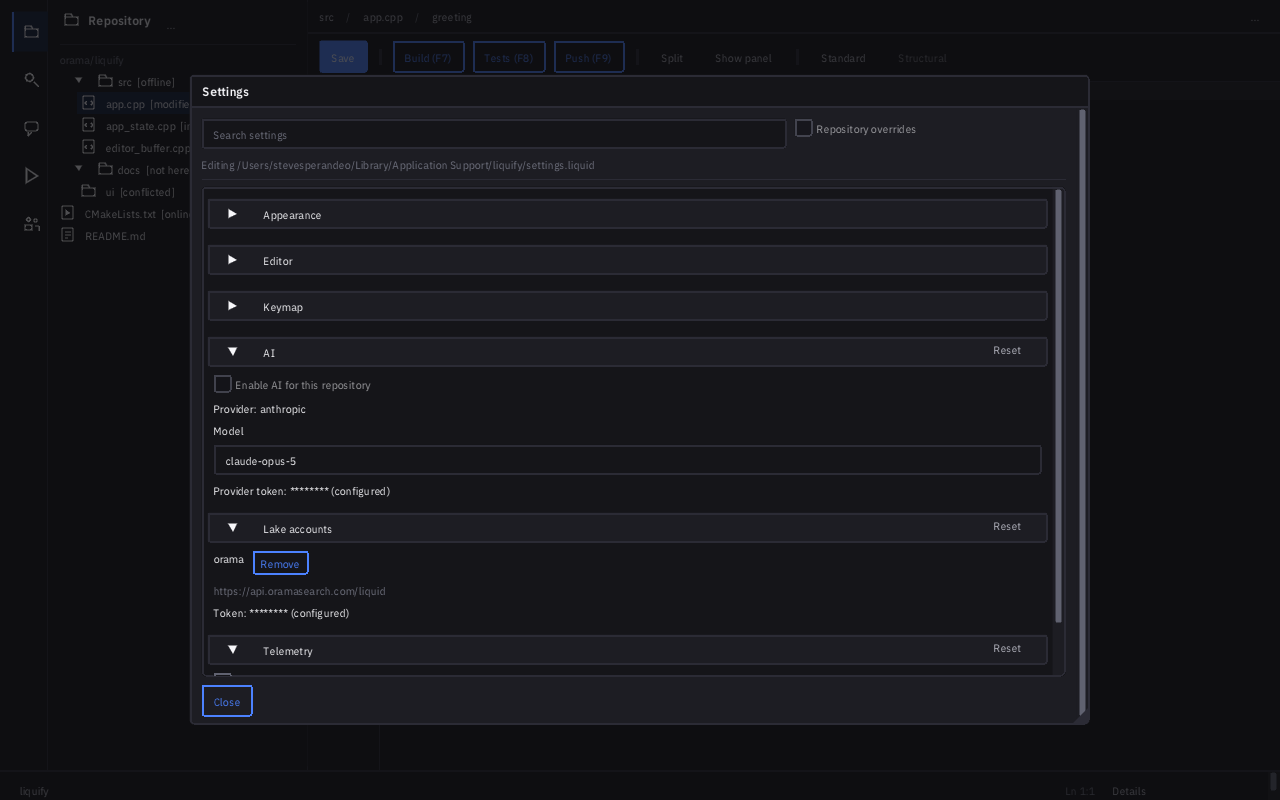 Repository
...
src / app.cpp / greeting
...
orama/liquify
Save
Build (F7)
Tests (F8)
Push (F9)
Split
Show panel
Standard
Structural
src [offline]
app.cpp [modifie
app_state.cpp [in
editor_buffer.cpp
docs [not here
ui [conflicted]
CMakeLists.txt [onlin
README.md
Settings
Search settings
Repository overrides
Editing /Users/stevesperandeo/Library/Application Support/liquify/settings.liquid
Appearance
Editor
Keymap
AI
Reset
Enable AI for this repository
Provider: anthropic
Model
claude-opus-5
Provider token: ******** (configured)
Lake accounts
Reset
orama
Remove
https://api.oramasearch.com/liquid
Token: ******** (configured)
Telemetry
Reset
Close
liquify
Ln 1:1
Details